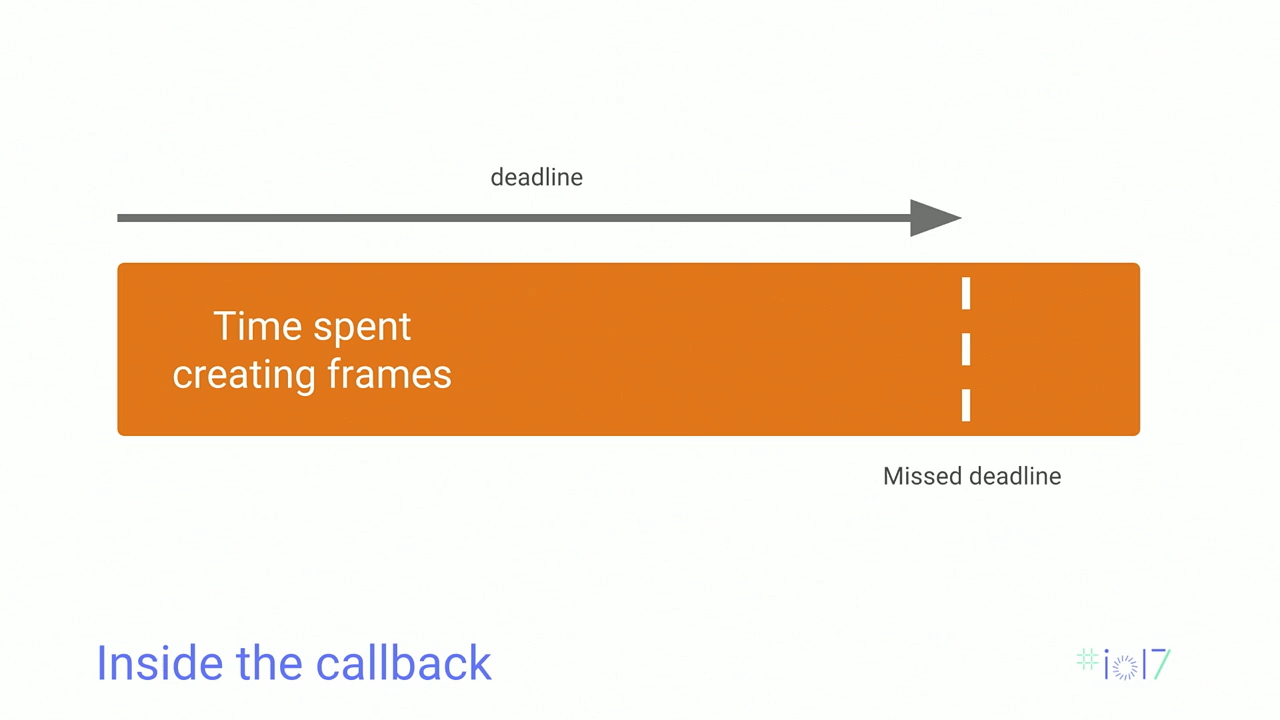 deadline
Time spent
creating frames
Missed deadline
Inside the callback
#io17